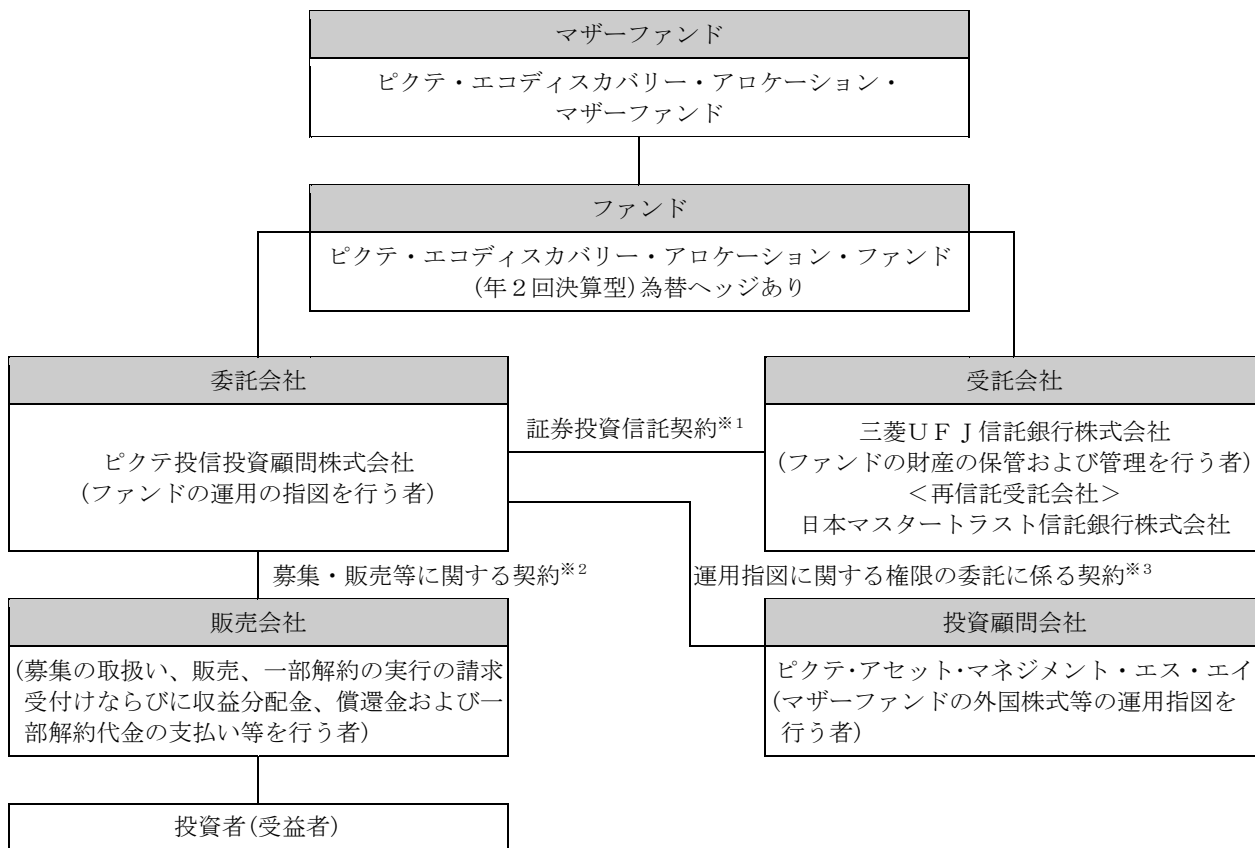 マザーファンド
ピクテ・エコディスカバリー・アロケーション・
マザーファンド
ファンド
ピクテ・エコディスカバリー・アロケーション・ファンド
(年2回決算型)為替ヘッジあり
委託会社
ピクテ投信投資顧問株式会社
(ファンドの運用の指図を行う者)
証券投資信託契約※1
受託会社
三菱UFJ信託銀行株式会社
(ファンドの財産の保管および管理を行う者)
＜再信託受託会社＞
日本マスタートラスト信託銀行株式会社
募集・販売等に関する契約※2
運用指図に関する権限の委託に係る契約※3
販売会社
(募集の取扱い、販売、一部解約の実行の請求
受付けならびに収益分配金、償還金および一
部解約代金の支払い等を行う者)
投資顧問会社
ピクテ・アセット・マネジメント・エス・エイ
(マザーファンドの外国株式等の運用指図を
行う者)
投資者(受益者)